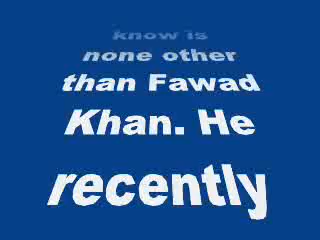 know is
none other
than Fawad
Khan. He
recently